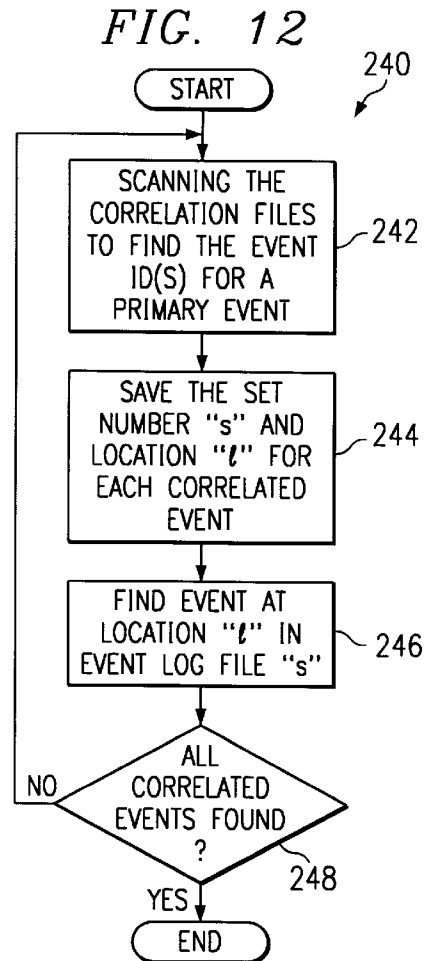 FIG. 12
START
240
SCANNING THE
CORRELATION FILES
TO FIND THE EVENT
ID(S) FOR A
PRIMARY EVENT
242
SAVE THE SET
NUMBER "s" AND
LOCATION "ℓ" FOR
EACH CORRELATED
EVENT
244
FIND EVENT AT
LOCATION "ℓ" IN
EVENT LOG FILE "s"
246
ALL
CORRELATED
EVENTS FOUND
?
NO
248
YES
END